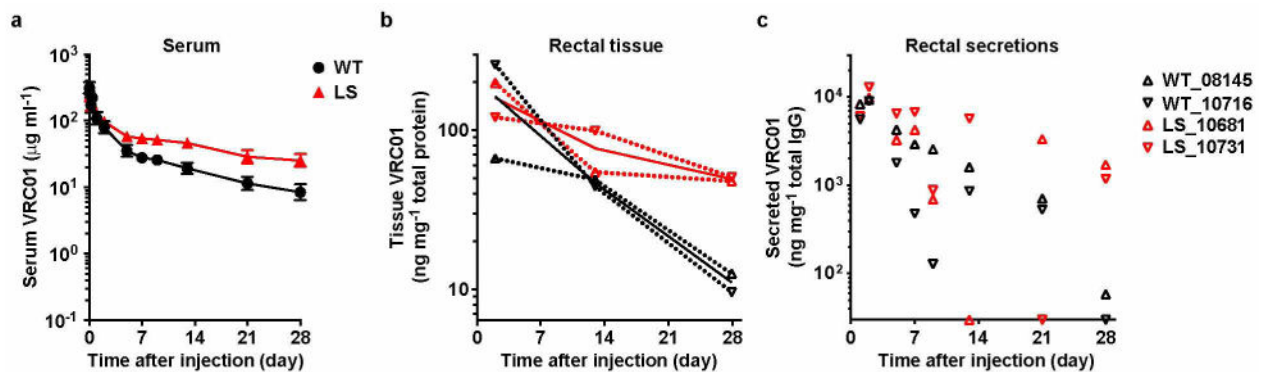 a
Serum
10³
10²
10¹
10⁰
10⁻¹
Serum VRC01 (µg ml⁻¹)
0 7 14 21 28
Time after injection (day)
WT
LS
b
Rectal tissue
100
10
Tissue VRC01
(ng mg⁻¹ total protein)
0 7 14 21 28
Time after injection (day)
c
Rectal secretions
10⁴
10³
10²
Secreted VRC01
(ng mg⁻¹ total IgG)
0 7 14 21 28
Time after injection (day)
WT_08145
WT_10716
LS_10681
LS_10731